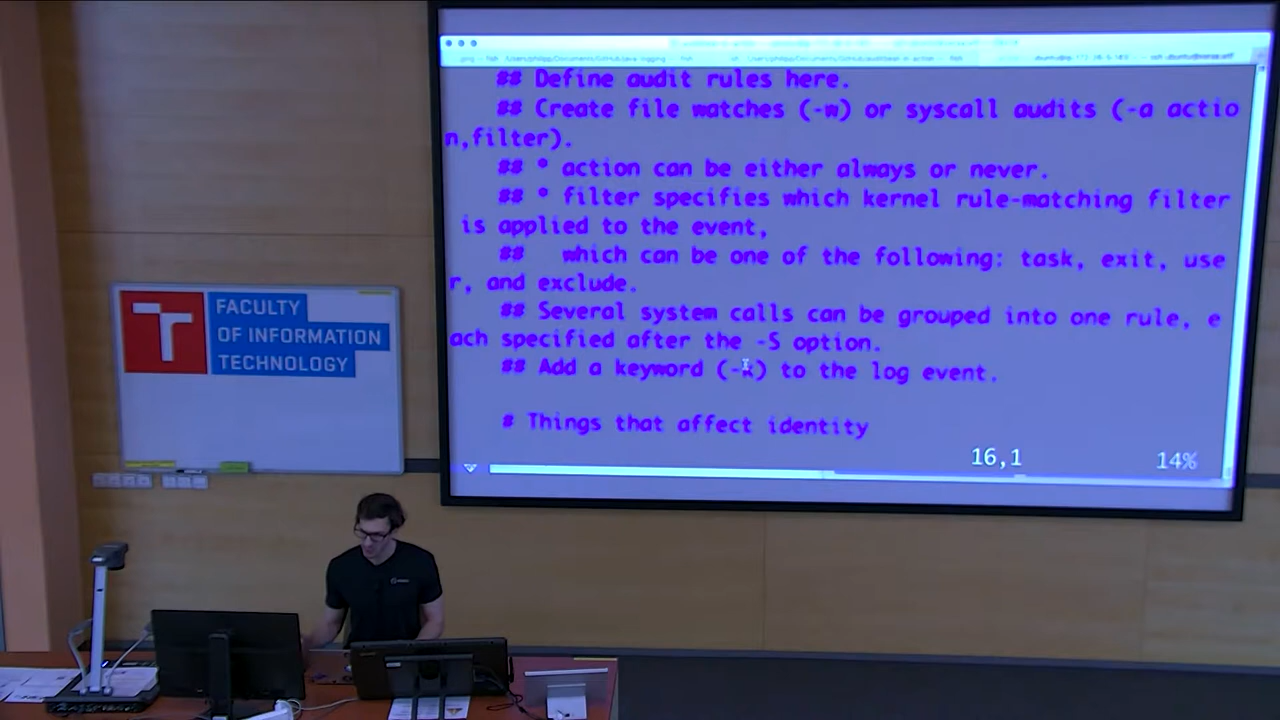 ## Define audit rules here.
## Create file watches (-w) or syscall audits (-a actio
n,filter).
## * action can be either always or never.
## * filter specifies which kernel rule-matching filter
is applied to the event,
## which can be one of the following: task, exit, use
r, and exclude.
## Several system calls can be grouped into one rule, e
ach specified after the -S option.
## Add a keyword (-k) to the log event.
# Things that affect identity
16,1 14%
T
FACULTY
OF INFORMATION
TECHNOLOGY